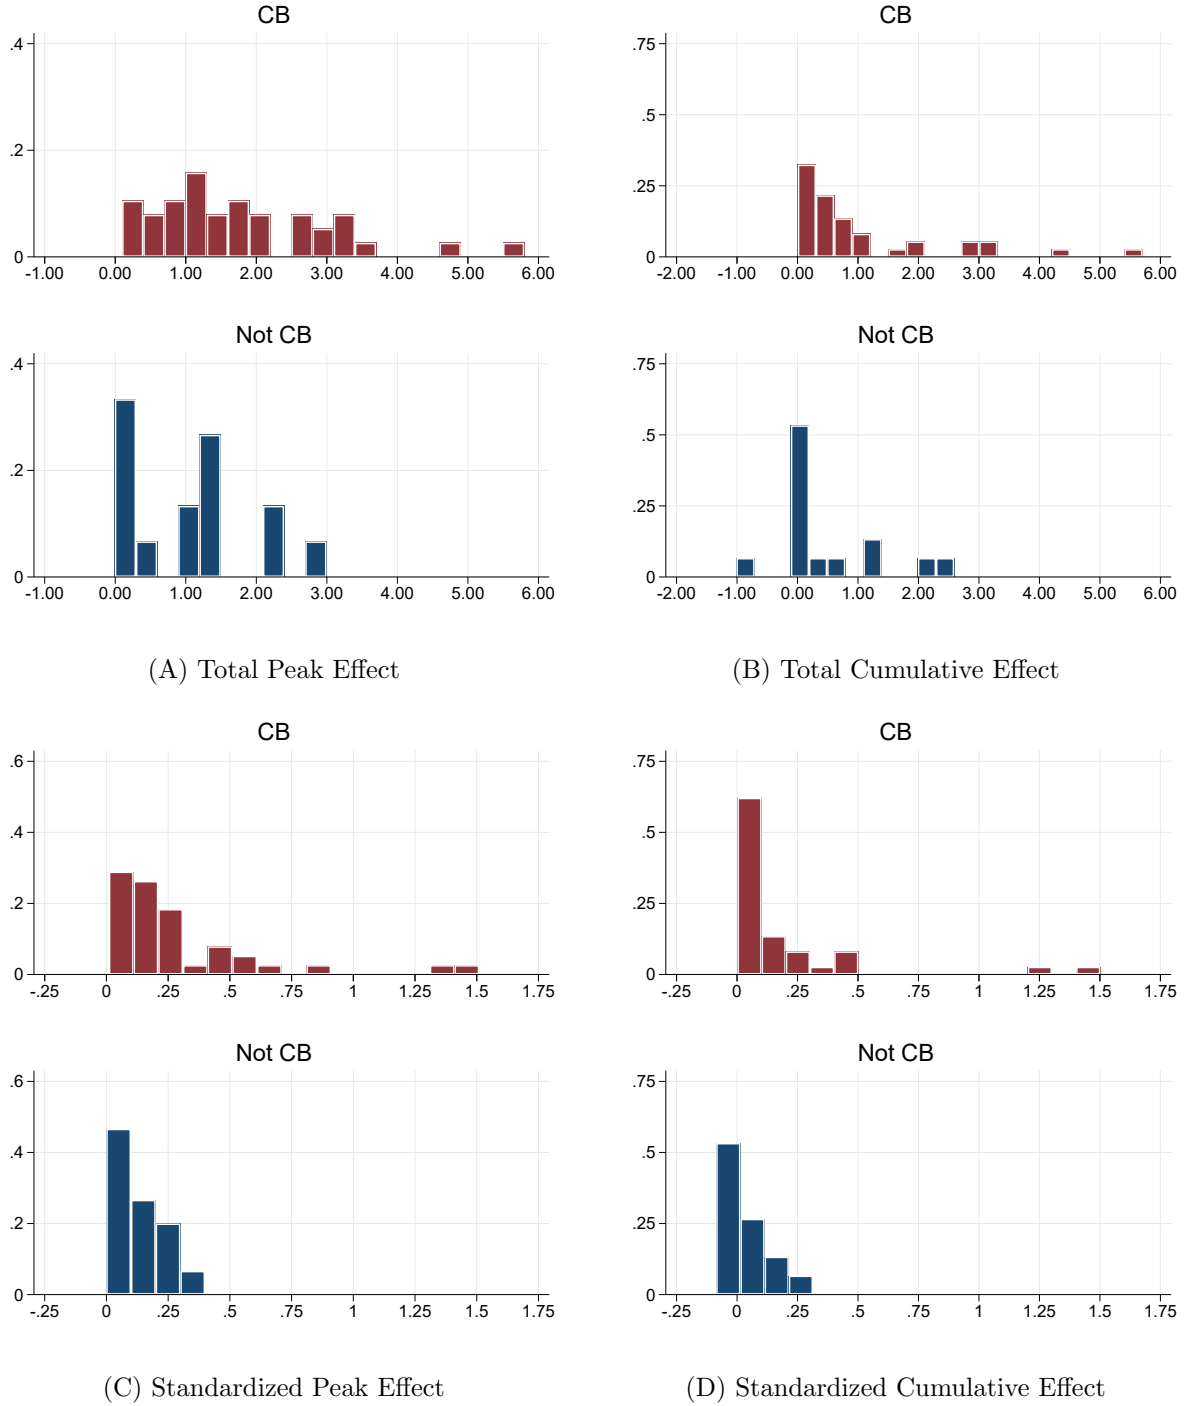 CB
.4
.2
0
-1.00 0.00 1.00 2.00 3.00 4.00 5.00 6.00
Not CB
.4
.2
0
-1.00 0.00 1.00 2.00 3.00 4.00 5.00 6.00
(A) Total Peak Effect
CB
.75
.5
.25
0
-2.00 -1.00 0.00 1.00 2.00 3.00 4.00 5.00 6.00
Not CB
.75
.5
.25
0
-2.00 -1.00 0.00 1.00 2.00 3.00 4.00 5.00 6.00
(B) Total Cumulative Effect
CB
.6
.4
.2
0
-.25 0 .25 .5 .75 1 1.25 1.5 1.75
Not CB
.6
.4
.2
0
-.25 0 .25 .5 .75 1 1.25 1.5 1.75
(C) Standardized Peak Effect
CB
.75
.5
.25
0
-.25 0 .25 .5 .75 1 1.25 1.5 1.75
Not CB
.75
.5
.25
0
-.25 0 .25 .5 .75 1 1.25 1.5 1.75
(D) Standardized Cumulative Effect